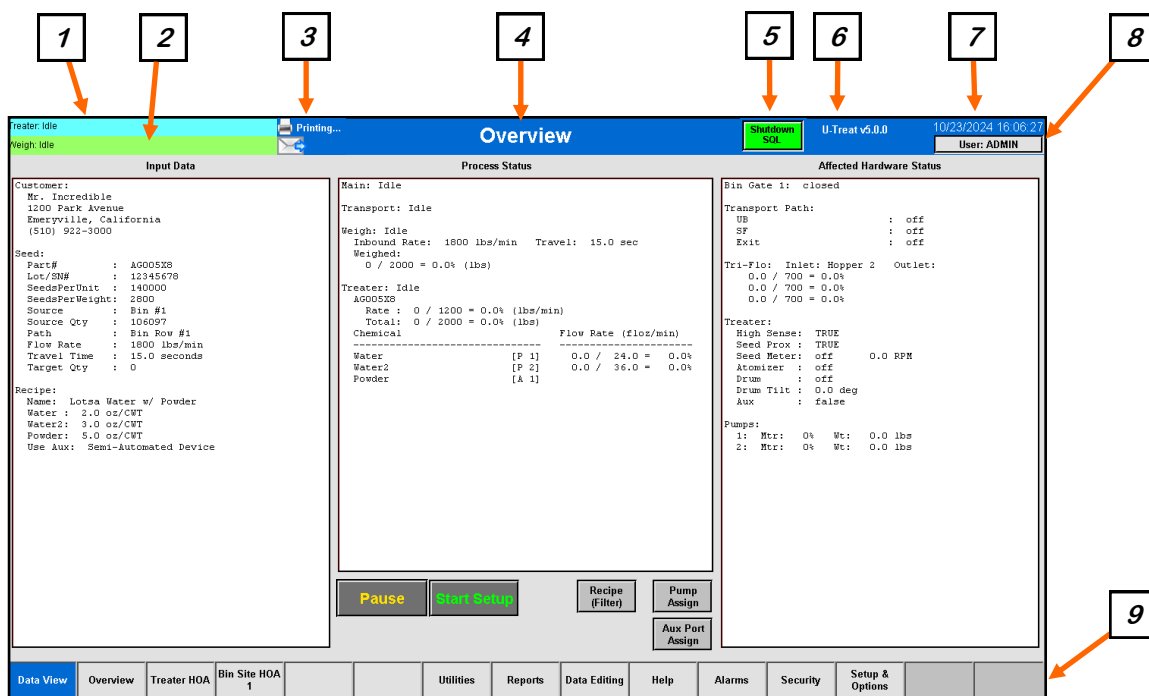 1 2 3 4 5 6 7 8
Treater: Idle
Weigh: Idle
Printing...
Overview
Shutdown
SQL
U-Treat v5.0.0
10/23/2024 16:06:27
User: ADMIN
Input Data
Customer:
Mr. Incredible
1200 Park Avenue
Emeryville, California
(510) 922-3000
Seed:
Part# : AG005X8
Lot/SN# : 12345678
SeedsPerUnit : 140000
SeedsPerWeight: 2800
Source : Bin #1
Source Qty : 106097
Path : Bin Row #1
Flow Rate : 1800 lbs/min
Travel Time : 15.0 seconds
Target Qty : 0
Recipe:
Name: Lotsa Water w/ Powder
Water : 2.0 oz/CWT
Water2: 3.0 oz/CWT
Powder: 5.0 oz/CWT
Use Aux: Semi-Automated Device
Process Status
Main: Idle
Transport: Idle
Weigh: Idle
Inbound Rate: 1800 lbs/min Travel: 15.0 sec
Weighed:
0 / 2000 = 0.0% (lbs)
Treater: Idle
AG005X8
Rate : 0 / 1200 = 0.0% (lbs/min)
Total: 0 / 2000 = 0.0% (lbs)
Chemical Flow Rate (floz/min)
-------------------------------- -----------------------
Water [P 1] 0.0 / 24.0 = 0.0%
Water2 [P 2] 0.0 / 36.0 = 0.0%
Powder [A 1]
Affected Hardware Status
Bin Gate 1: closed
Transport Path:
UB : off
SF : off
Exit : off
Tri-Flo: Inlet: Hopper 2 Outlet:
0.0 / 700 = 0.0%
0.0 / 700 = 0.0%
0.0 / 700 = 0.0%
Treater:
High Sense: TRUE
Seed Prox : TRUE
Seed Meter: off 0.0 RPM
Atomizer : off
Drum : off
Drum Tilt : 0.0 deg
Aux : false
Pumps:
1: Mtr: 0% Wt: 0.0 lbs
2: Mtr: 0% Wt: 0.0 lbs
Pause
Start Setup
Recipe
(Filter)
Pump
Assign
Aux Port
Assign
9
Data View
Overview
Treater HOA
Bin Site HOA
1
Utilities
Reports
Data Editing
Help
Alarms
Security
Setup &
Options